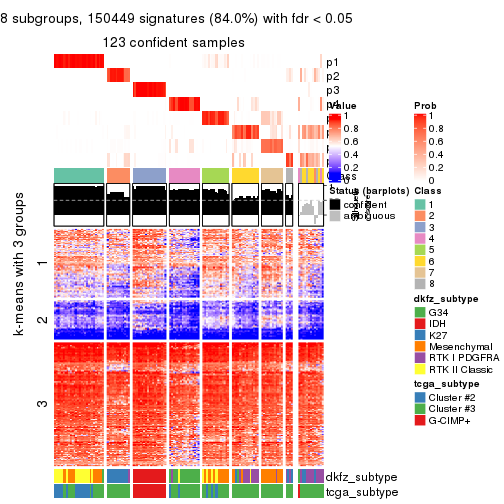 8 subgroups, 150449 signatures (84.0%) with fdr < 0.05
123 confident samples
p1
p2
p3
Value
1
0.8
0.6
0.4
0.2
0
Prob
1
0.8
0.6
0.4
0.2
0
Status (barplots)
confident
ambiguous
Class
1
2
3
4
5
6
7
8
k-means with 3 groups
1
2
3
dkfz_subtype
G34
IDH
K27
Mesenchymal
RTK I PDGFRA
RTK II Classic
tcga_subtype
Cluster #2
Cluster #3
G-CIMP+
dkfz_subtype
tcga_subtype